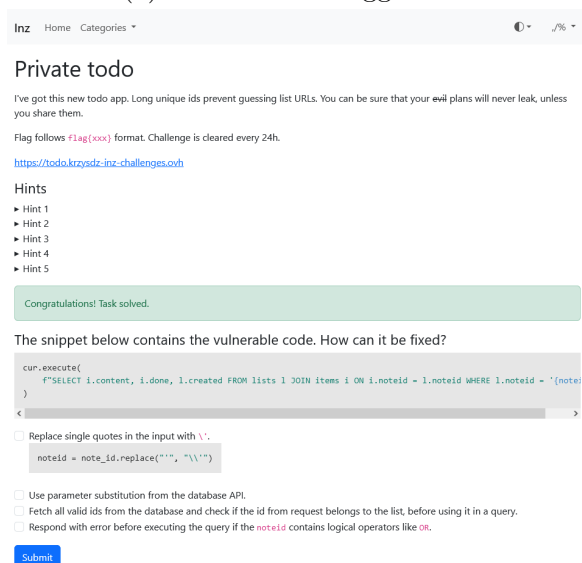 Inz Home Categories
Private todo
I've got this new todo app. Long unique ids prevent guessing list URLs. You can be sure that your evil plans will never leak, unless
you share them.
Flag follows flag{xxx} format. Challenge is cleared every 24h.
https://todo.krzysdz-inz-challenges.ovh
Hints
Hint 1
Hint 2
Hint 3
Hint 4
Hint 5
Congratulations! Task solved.
The snippet below contains the vulnerable code. How can it be fixed?
cur.execute(
f"SELECT i.content, i.done, l.created FROM lists l JOIN items i ON i.noteid = l.noteid WHERE l.noteid = '{notei
)
Replace single quotes in the input with \'.
noteid = note_id.replace("'", "\\'")
Use parameter substitution from the database API.
Fetch all valid ids from the database and check if the id from request belongs to the list, before using it in a query.
Respond with error before executing the query if the noteid contains logical operators like OR.
Submit